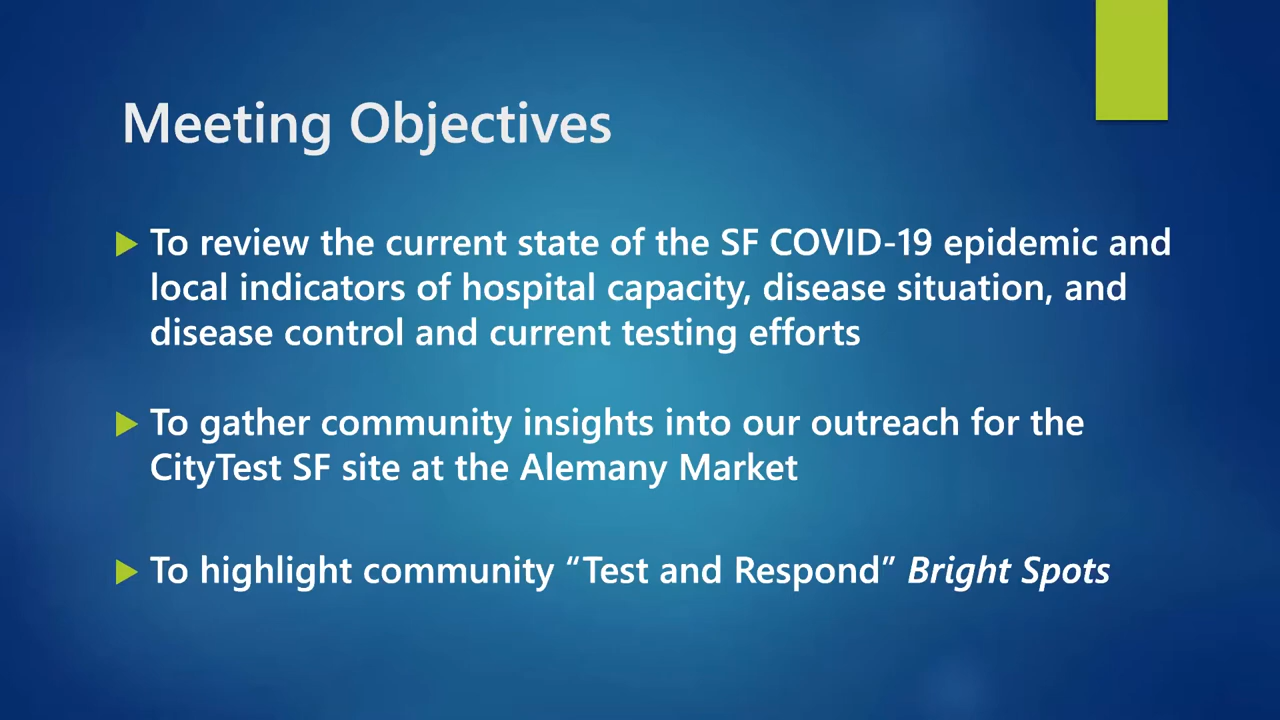 Meeting Objectives
To review the current state of the SF COVID-19 epidemic and
local indicators of hospital capacity, disease situation, and
disease control and current testing efforts
To gather community insights into our outreach for the
CityTest SF site at the Alemany Market
To highlight community “Test and Respond” Bright Spots